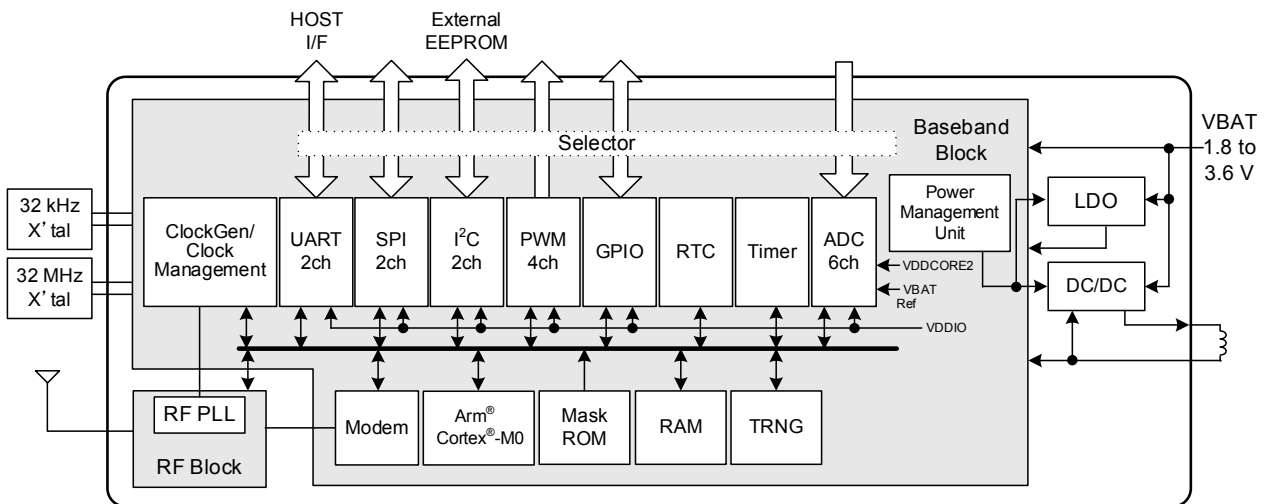 HOST
I/F
External
EEPROM
Selector
Baseband
Block
VBAT
1.8 to
3.6 V
32 kHz
X'tal
32 MHz
X'tal
ClockGen/
Clock
Management
UART
2ch
SPI
2ch
I²C
2ch
PWM
4ch
GPIO
RTC
Timer
ADC
6ch
Power
Management
Unit
LDO
DC/DC
VDDCORE2
VBAT
Ref
VDDIO
RF PLL
RF Block
Modem
Arm®
Cortex®-M0
Mask
ROM
RAM
TRNG